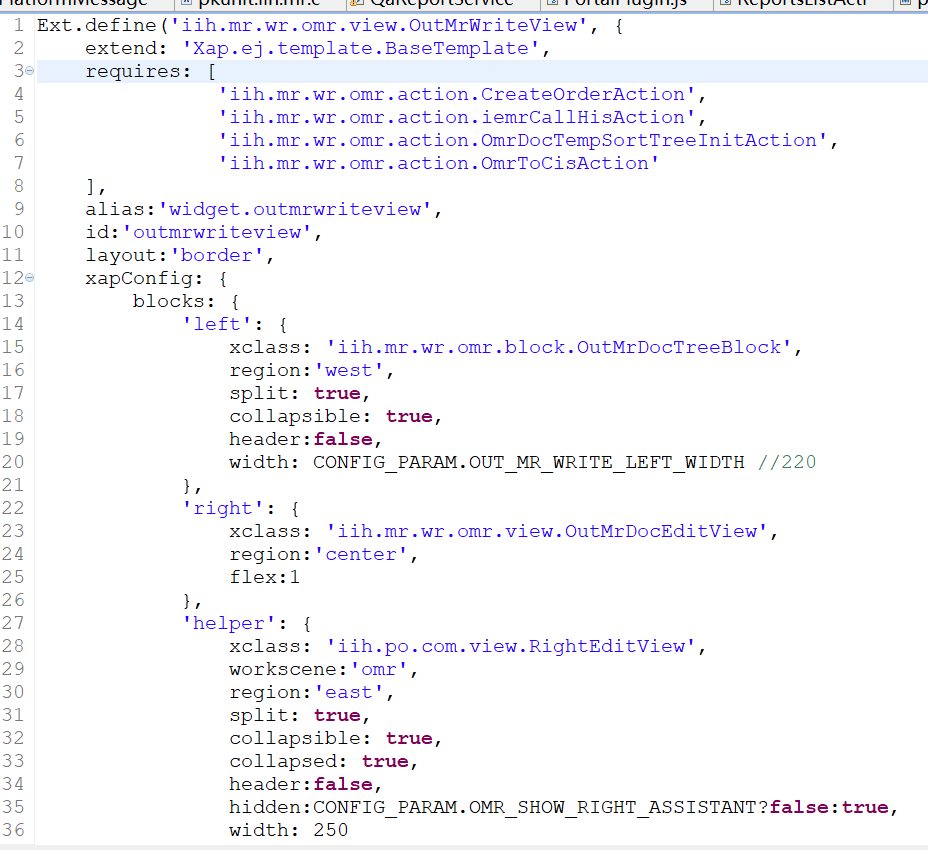 pkuhit.iih.mr.e
QaReportService
PortalPlugin.js
ReportsListActi
1 Ext.define('iih.mr.wr.omr.view.OutMrWriteView', {
2 extend: 'Xap.ej.template.BaseTemplate',
3 requires: [
4 'iih.mr.wr.omr.action.CreateOrderAction',
5 'iih.mr.wr.omr.action.iemrCallHisAction',
6 'iih.mr.wr.omr.action.OmrDocTempSortTreeInitAction',
7 'iih.mr.wr.omr.action.OmrToCisAction'
8 ],
9 alias:'widget.outmrwriteview',
10 id:'outmrwriteview',
11 layout:'border',
12 xapConfig: {
13 blocks: {
14 'left': {
15 xclass: 'iih.mr.wr.omr.block.OutMrDocTreeBlock',
16 region:'west',
17 split: true,
18 collapsible: true,
19 header:false,
20 width: CONFIG_PARAM.OUT_MR_WRITE_LEFT_WIDTH //220
21 },
22 'right': {
23 xclass: 'iih.mr.wr.omr.view.OutMrDocEditView',
24 region:'center',
25 flex:1
26 },
27 'helper': {
28 xclass: 'iih.po.com.view.RightEditView',
29 workscene:'omr',
30 region:'east',
31 split: true,
32 collapsible: true,
33 collapsed: true,
34 header:false,
35 hidden:CONFIG_PARAM.OMR_SHOW_RIGHT_ASSISTANT?false:true,
36 width: 250